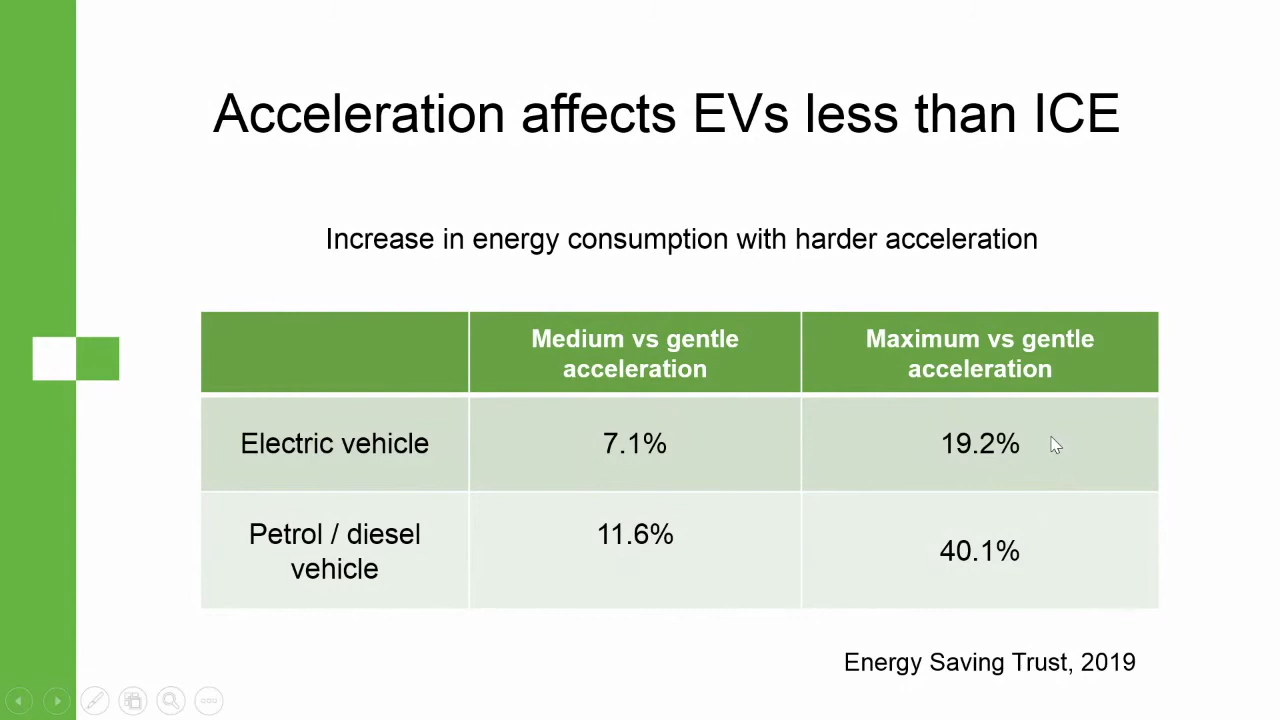 Acceleration affects EVs less than ICE
Increase in energy consumption with harder acceleration
Medium vs gentle
acceleration
Maximum vs gentle
acceleration
Electric vehicle
7.1%
19.2%
Petrol / diesel
vehicle
11.6%
40.1%
Energy Saving Trust, 2019